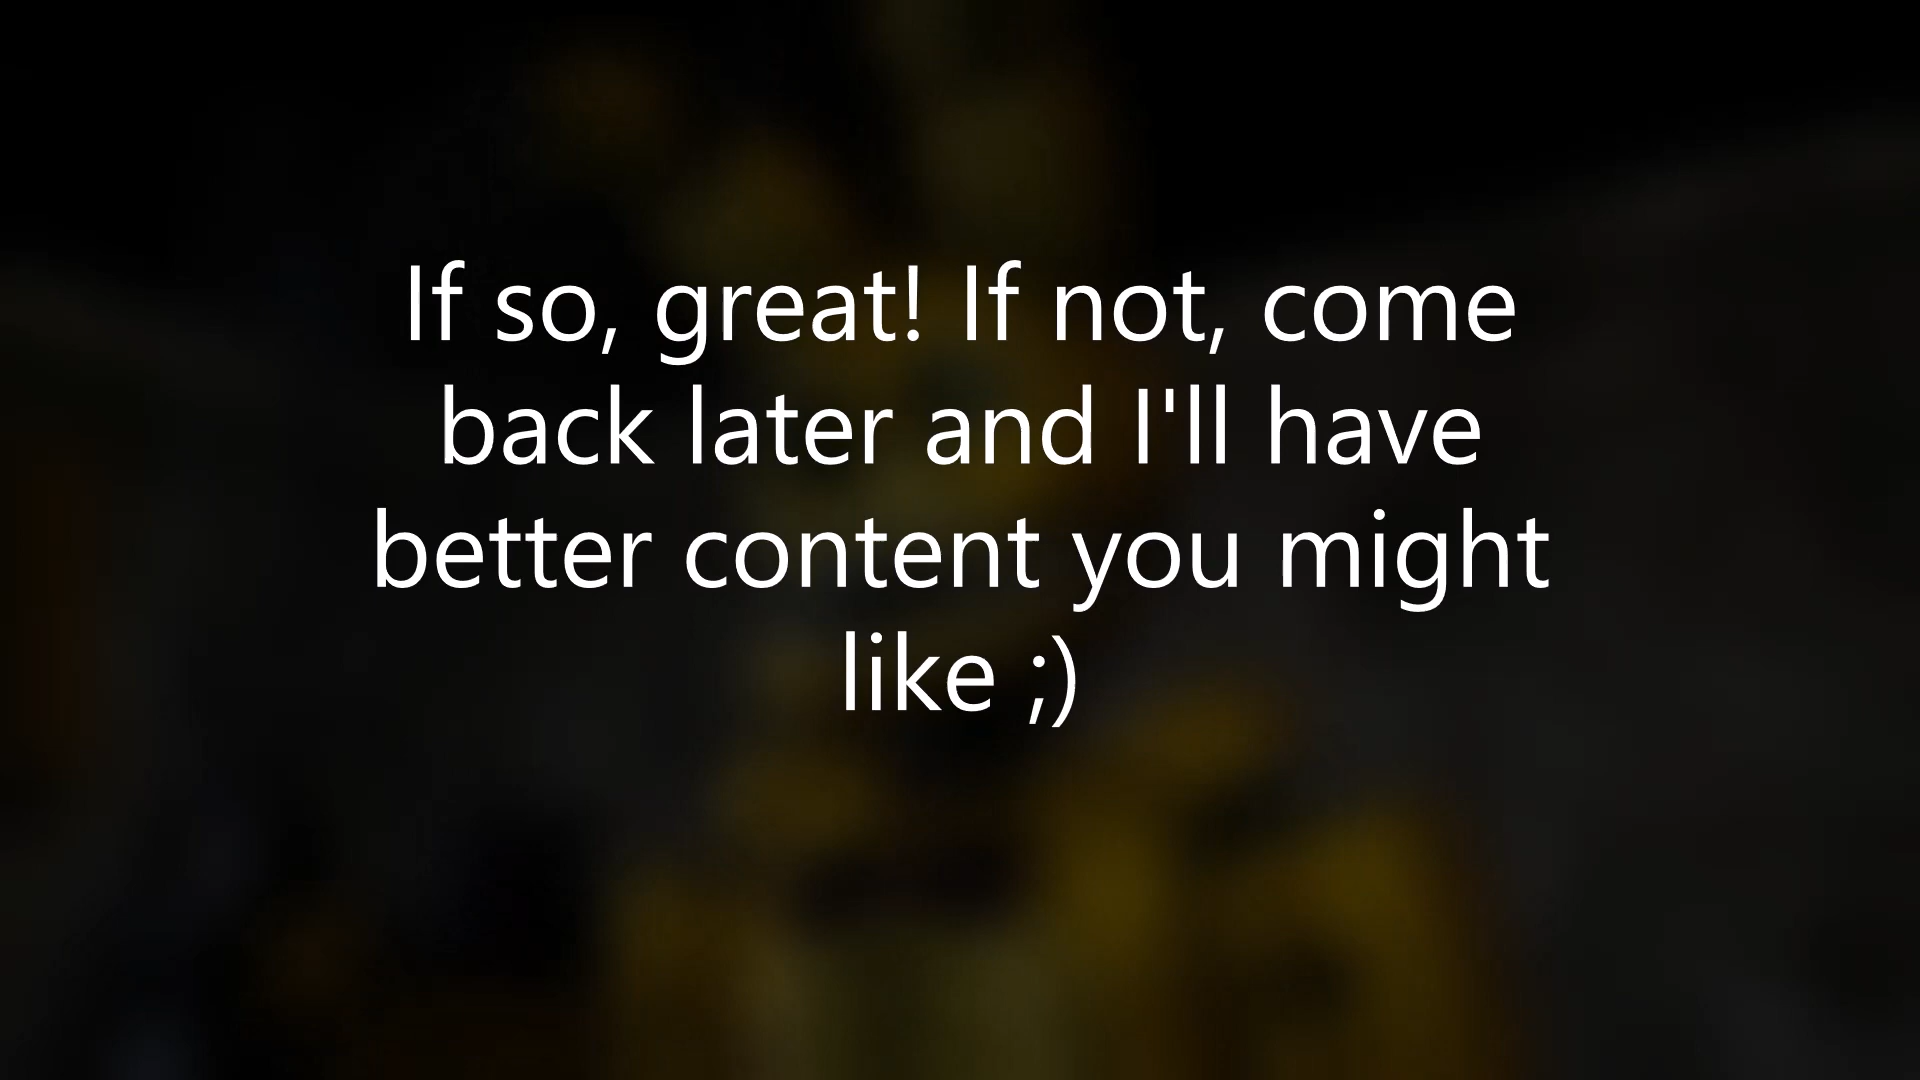 If so, great! If not, come
back later and I'll have
better content you might
like ;)